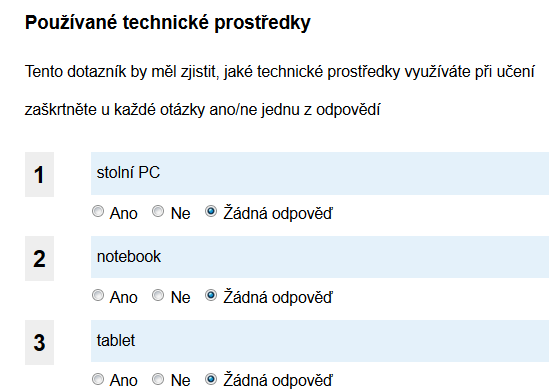 Používané technické prostředky
Tento dotazník by měl zjistit, jaké technické prostředky využíváte při učení
zaškrtněte u každé otázky ano/ne jednu z odpovědí
1 stolní PC
Ano Ne Žádná odpověď
2 notebook
Ano Ne Žádná odpověď
3 tablet
Ano Ne Žádná odpověď